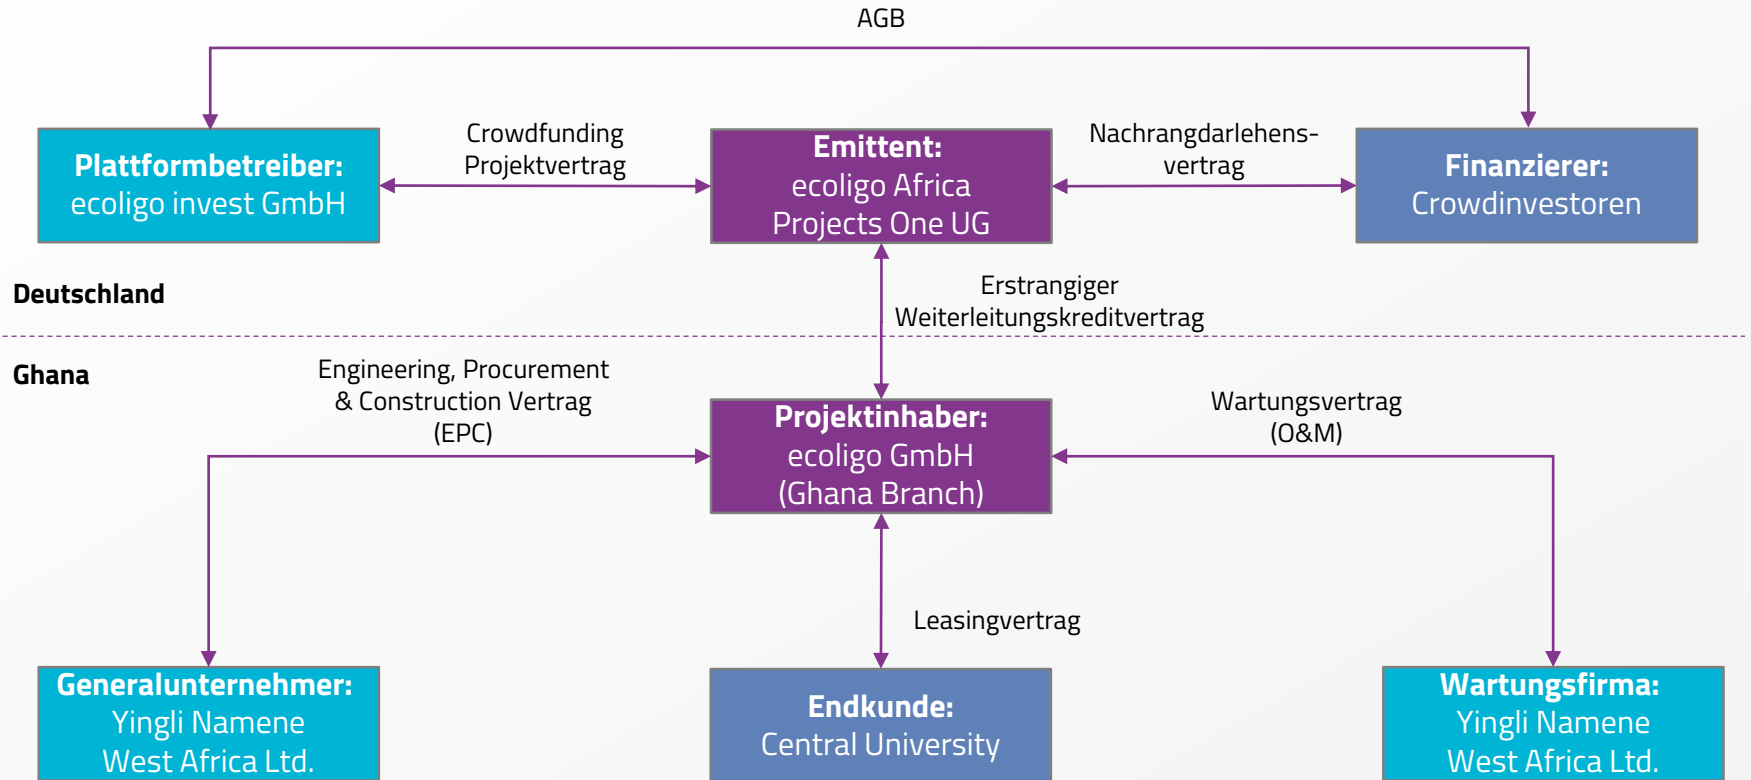 AGB
Plattformbetreiber:
ecoligo invest GmbH
Crowdfunding
Projektvertrag
Emittent:
ecoligo Africa
Projects One UG
Nachrangdarlehens-
vertrag
Finanzierer:
Crowdinvestoren
Deutschland
Erstrangiger
Weiterleitungskreditvertrag
Ghana
Engineering, Procurement
& Construction Vertrag
(EPC)
Projektinhaber:
ecoligo GmbH
(Ghana Branch)
Wartungsvertrag
(O&M)
Leasingvertrag
Generalunternehmer:
Yingli Namene
West Africa Ltd.
Endkunde:
Central University
Wartungsfirma:
Yingli Namene
West Africa Ltd.